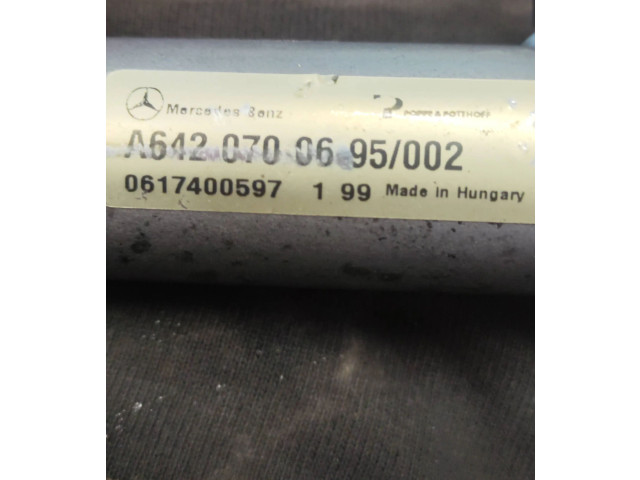 Mercedes Benz POPPE & POTTHOFF
A642 070 06 95/002
0617400597 1 99 Made in Hungary